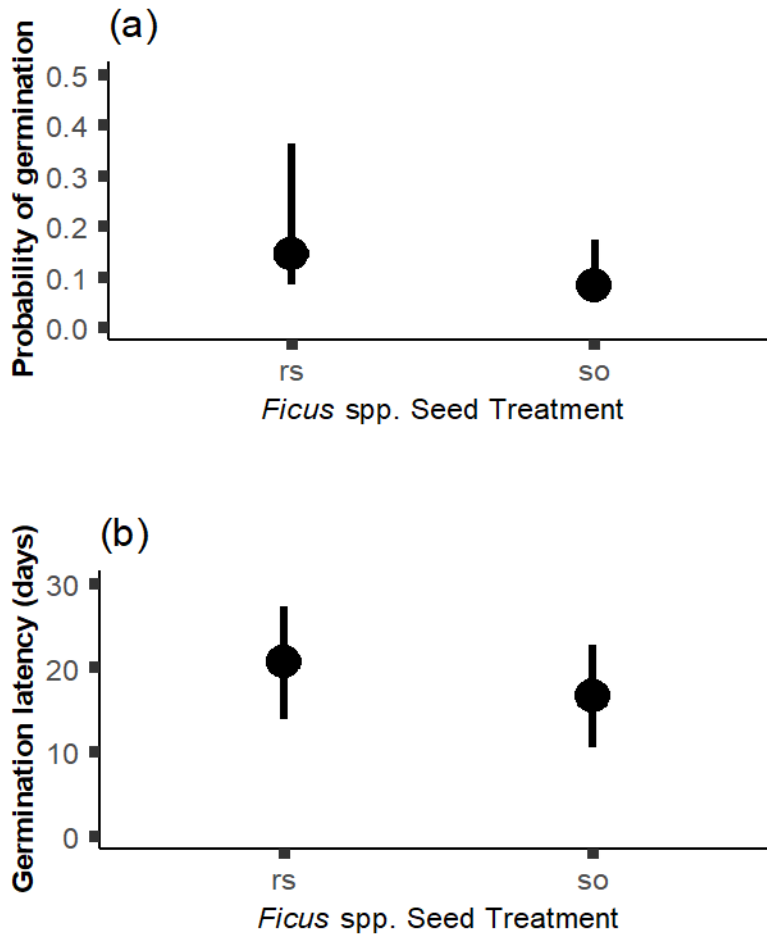 (a)
Probability of germination
0.5
0.4
0.3
0.2
0.1
0.0
rs so
Ficus spp. Seed Treatment
(b)
Germination latency (days)
30
20
10
0
rs so
Ficus spp. Seed Treatment